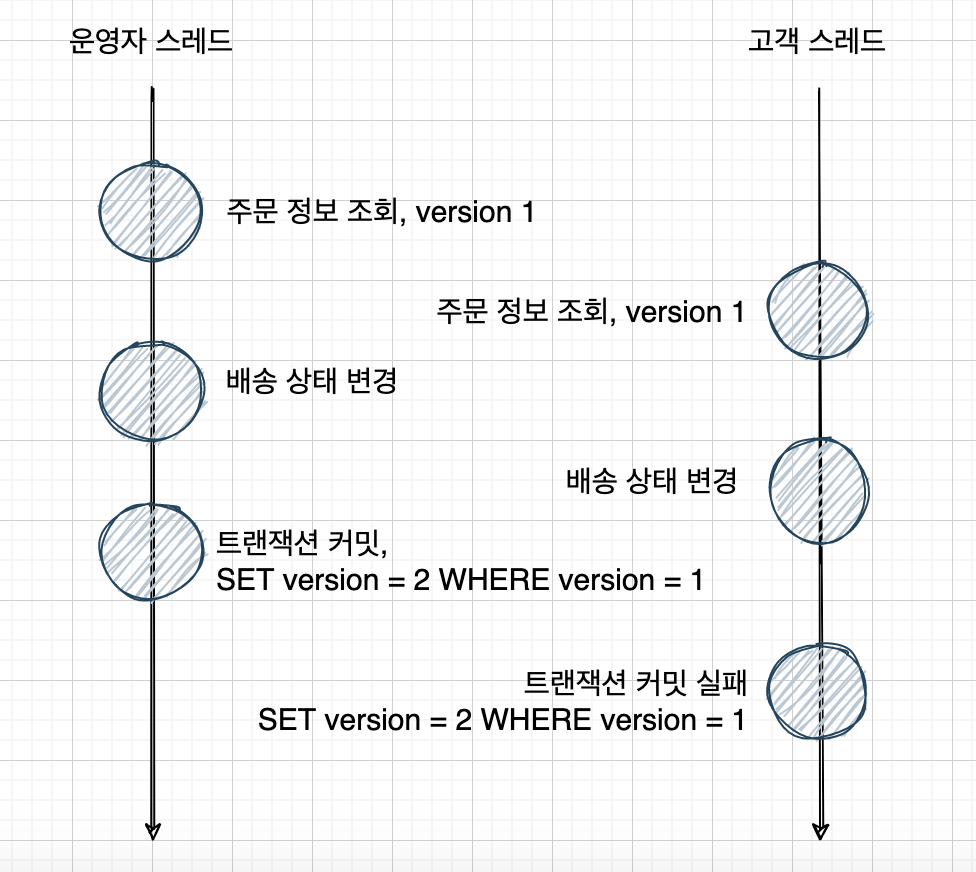 운영자 스레드
고객 스레드
주문 정보 조회, version 1
주문 정보 조회, version 1
배송 상태 변경
배송 상태 변경
트랜잭션 커밋,
SET version = 2 WHERE version = 1
트랜잭션 커밋 실패
SET version = 2 WHERE version = 1